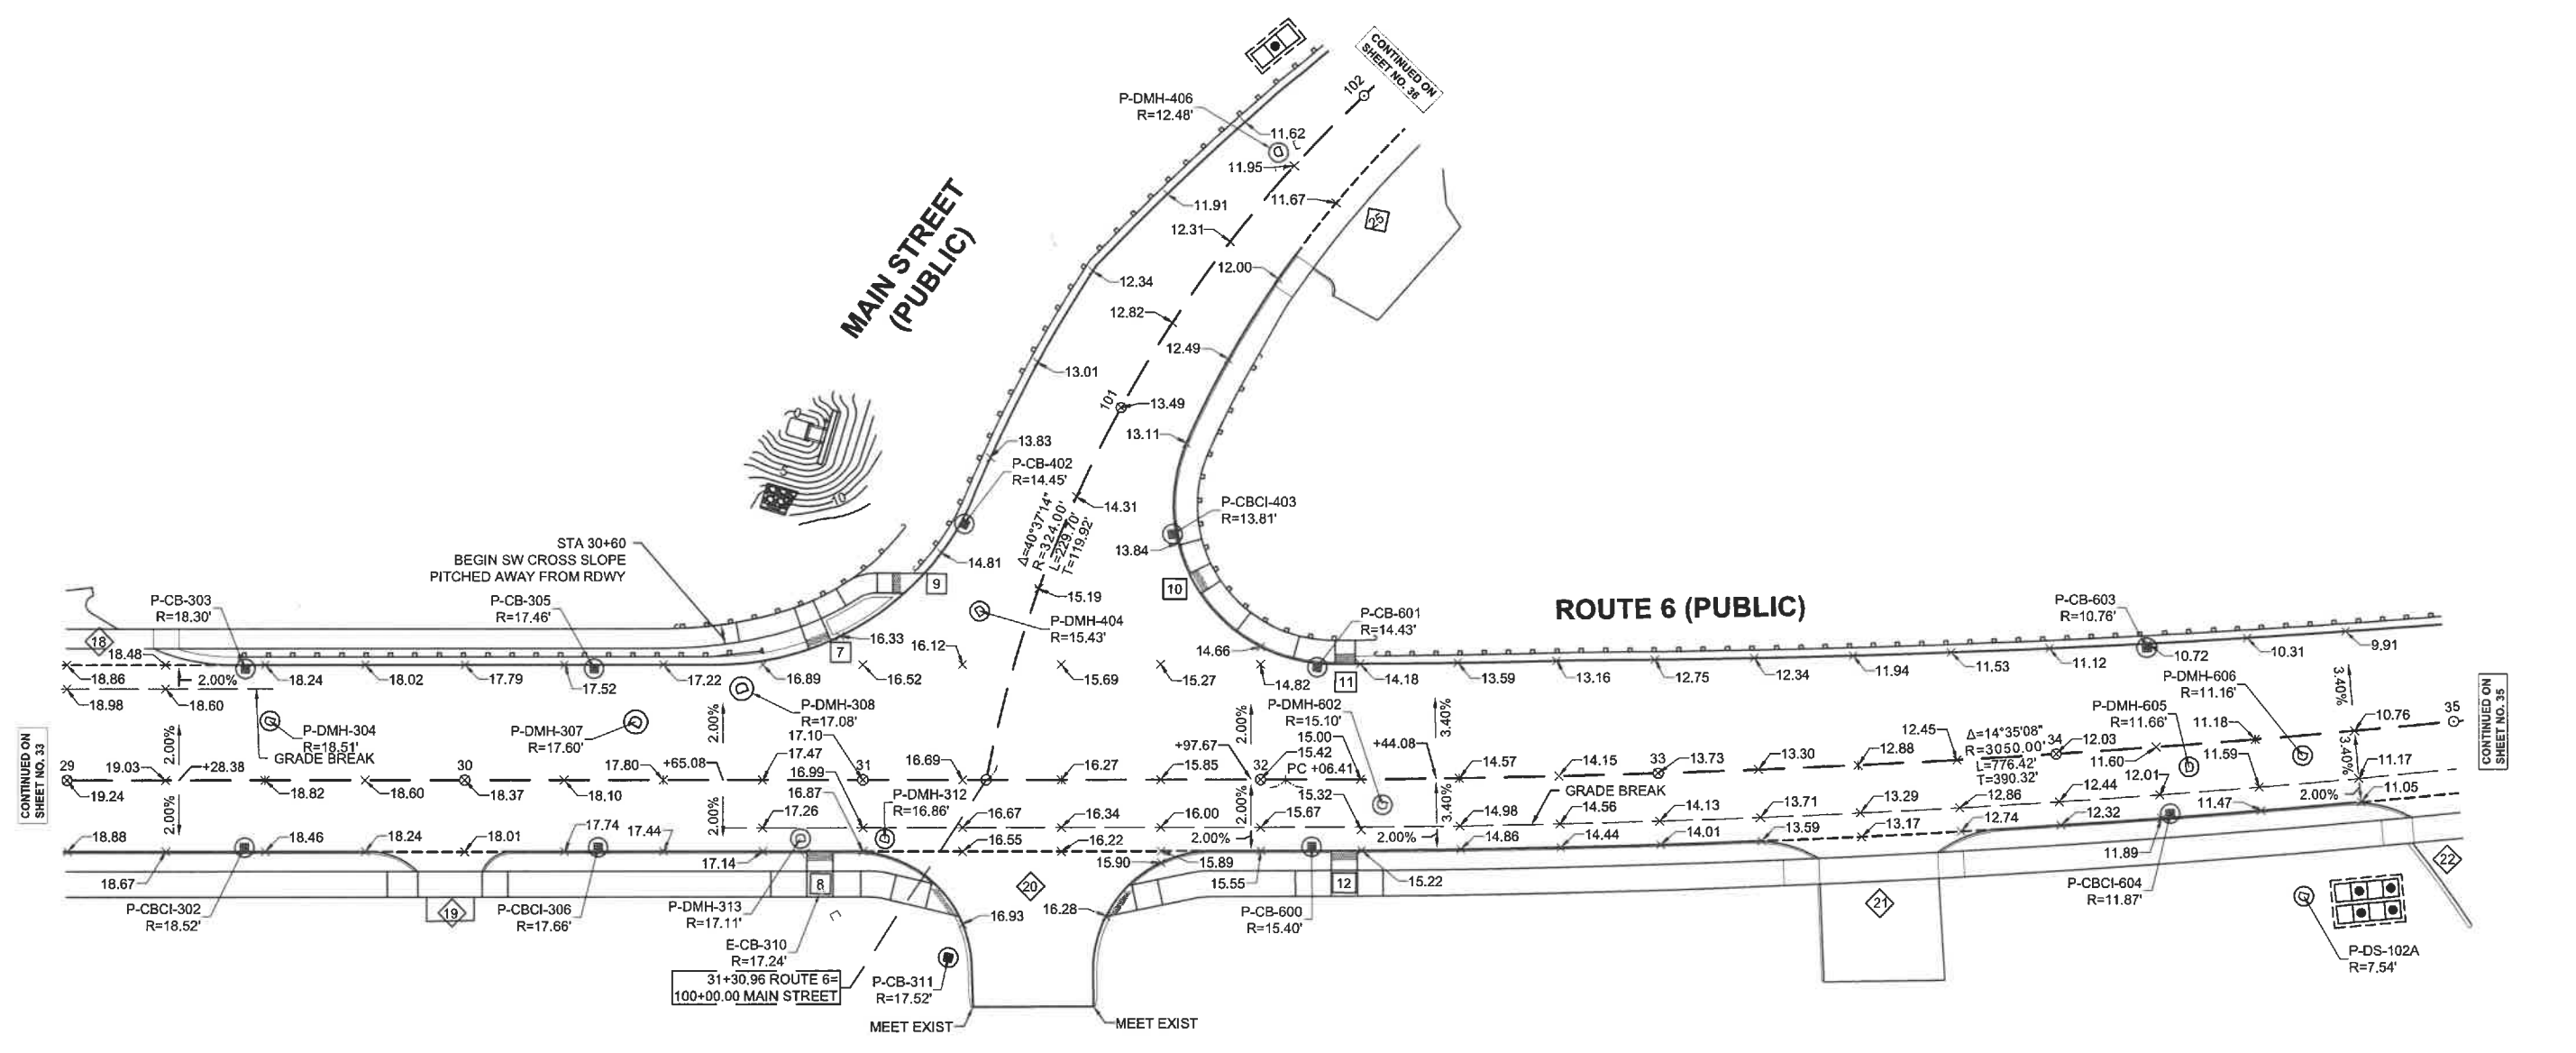 CONTINUED ON
SHEET NO. 36
102
P-DMH-406
R=12.48'
11.62
11.95
MAIN STREET
(PUBLIC)
11.91
11.67
25
12.31
12.34
12.00
12.82
12.49
13.01
101
13.49
13.11
13.83
5
10
P-CB-402
R=14.45'
14.31
P-CBCI-403
R=13.81'
Δ=40°37'14"
R=324.00'
L=229.70'
T=119.92'
STA 30+60
BEGIN SW CROSS SLOPE
PITCHED AWAY FROM RDWY
14.81
13.84
9
10
15.19
ROUTE 6 (PUBLIC)
P-CB-303
R=18.30'
P-CB-305
R=17.46'
P-DMH-404
R=15.43'
P-CB-601
R=14.43'
P-CB-603
R=10.76'
18
18.48
18.86
2.00%
18.24
18.02
17.79
17.52
17.22
16.89
7
16.33
16.52
16.12
15.69
15.27
14.66
14.82
11
14.18
13.59
13.16
12.75
12.34
11.94
11.53
11.12
10.72
10.31
9.91
18.98
18.60
P-DMH-304
R=18.51'
GRADE BREAK
P-DMH-307
R=17.60'
P-DMH-308
R=17.08'
P-DMH-602
R=15.10'
P-DMH-605
R=11.66'
P-DMH-606
R=11.16'
3.40%
CONTINUED ON
SHEET NO. 33
CONTINUED ON
SHEET NO. 35
2.00%
2.00%
2.00%
3.40%
29
19.03
+28.38
30
17.80
+65.08
17.47
17.10
31
16.69
16.27
15.85
+97.67
32
15.42
PC +06.41
15.00
+44.08
14.57
14.15
33
13.73
13.30
12.88
12.45
Δ=14°35'08"
R=3050.00'
L=776.42'
T=390.32'
34
12.03
11.60
11.18
10.76
35
19.24
18.82
18.60
18.37
18.10
16.99
16.87
P-DMH-312
R=16.86'
2.00%
2.00%
2.00%
3.40%
3.40%
17.26
16.67
16.34
16.00
15.67
15.32
14.98
GRADE BREAK
14.56
14.13
13.71
13.29
12.86
12.44
12.01
11.59
11.17
18.88
18.46
18.24
18.01
17.74
17.44
17.14
16.55
16.22
15.90
15.89
2.00%
2.00%
14.86
14.44
14.01
13.59
13.17
12.74
12.32
11.89
11.47
2.00%
11.05
18.67
8
20
15.55
12
15.22
21
22
P-CBCI-302
R=18.52'
19
P-CBCI-306
R=17.66'
P-DMH-313
R=17.11'
16.93
16.28
P-CB-600
R=15.40'
P-CBCI-604
R=11.87'
E-CB-310
R=17.24'
P-DS-102A
R=7.54'
31+30.96 ROUTE 6=
100+00.00 MAIN STREET
P-CB-311
R=17.52'
MEET EXIST
MEET EXIST